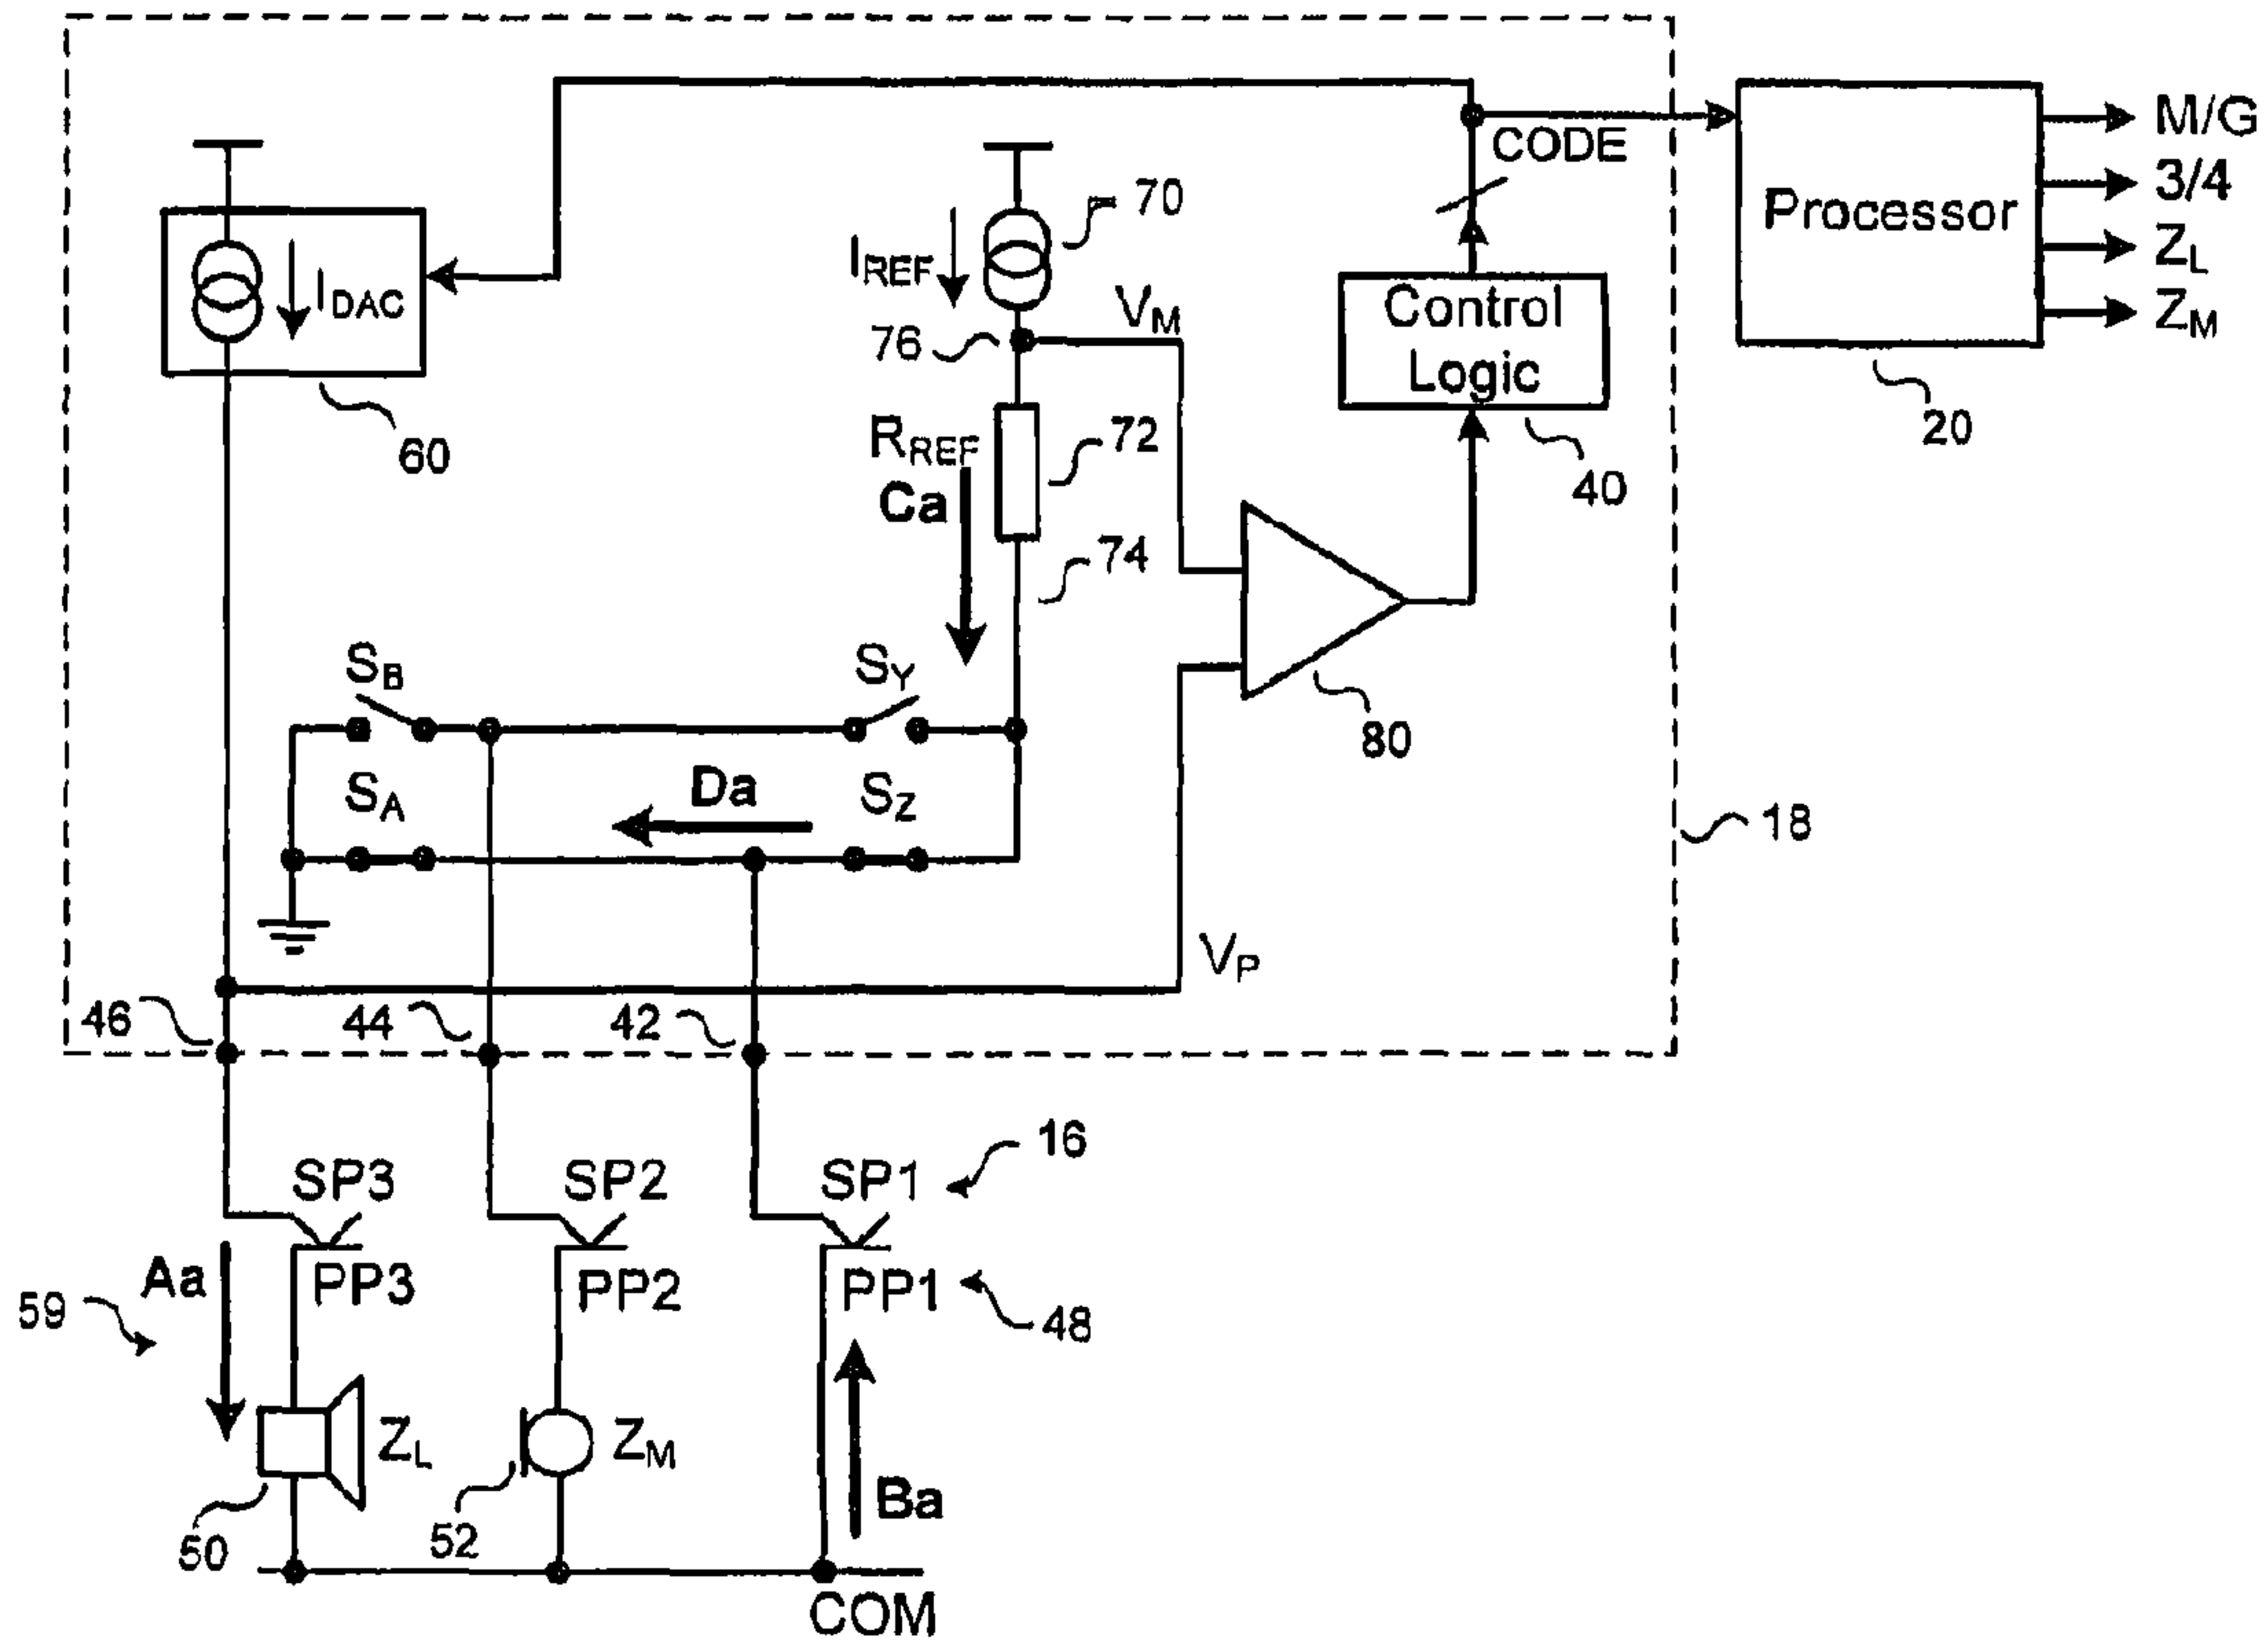 M/G
CODE
3/4
Processor
70
Z_L
I_REF
I_DAC
V_M
Control
Logic
Z_M
76
20
60
R_REF
72
40
Ca
74
S_B
S_Y
80
Da
S_A
S_Z
18
V_P
46
44
42
16
SP3
SP2
SP1
Aa
PP3
PP2
PP1
59
48
Z_L
Z_M
Ba
50
52
COM